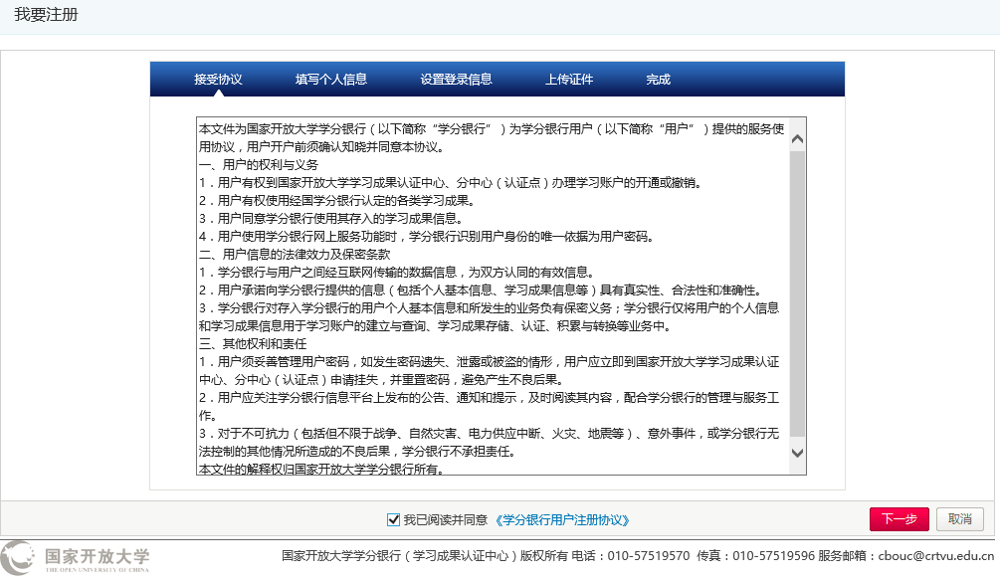 我要注册
接受协议 填写个人信息 设置登录信息 上传证件 完成
本文件为国家开放大学学分银行（以下简称“学分银行”）为学分银行用户（以下简称“用户”）提供的服务使
用协议，用户开户前须确认知晓并同意本协议。
一、用户的权利与义务
1．用户有权到国家开放大学学习成果认证中心、分中心（认证点）办理学习账户的开通或撤销。
2．用户有权使用经国学分银行认定的各类学习成果。
3．用户同意学分银行使用其存入的学习成果信息。
4．用户使用学分银行网上服务功能时，学分银行识别用户身份的唯一依据为用户密码。
二、用户信息的法律效力及保密条款
1．学分银行与用户之间经互联网传输的数据信息，为双方认同的有效信息。
2．用户承诺向学分银行提供的信息（包括个人基本信息、学习成果信息等）具有真实性、合法性和准确性。
3．学分银行对存入学分银行的用户个人基本信息和所发生的业务负有保密义务；学分银行仅将用户的个人信息
和学习成果信息用于学习账户的建立与查询、学习成果存储、认证、积累与转换等业务中。
三、其他权利和责任
1．用户须妥善管理用户密码，如发生密码遗失、泄露或被盗的情形，用户应立即到国家开放大学学习成果认证
中心、分中心（认证点）申请挂失，并重置密码，避免产生不良后果。
2．用户应关注学分银行信息平台上发布的公告、通知和提示，及时阅读其内容，配合学分银行的管理与服务工
作。
3．对于不可抗力（包括但不限于战争、自然灾害、电力供应中断、火灾、地震等）、意外事件，或学分银行无
法控制的其他情况所造成的不良后果，学分银行不承担责任。
本文件的解释权归国家开放大学学分银行所有。
我已阅读并同意 《学分银行用户注册协议》 下一步 取消
国家开放大学
THE OPEN UNIVERSITY OF CHINA
国家开放大学学分银行（学习成果认证中心）版权所有 电话：010-57519570 传真：010-57519596 服务邮箱：cbouc@crtvu.edu.cn